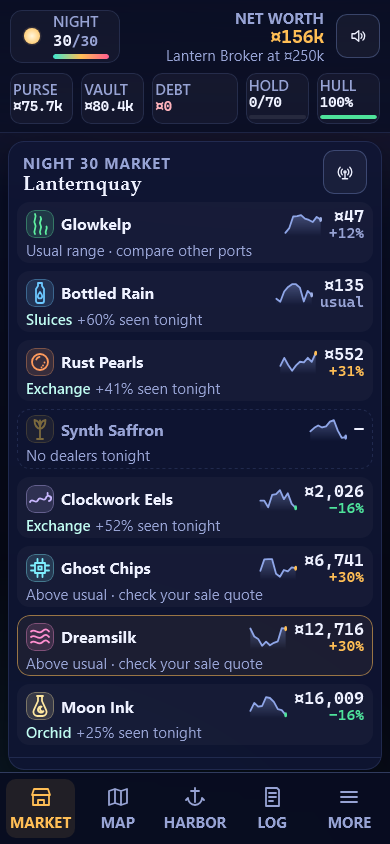 NIGHT
30/30
NET WORTH
¤156k
Lantern Broker at ¤250k
PURSE
¤75.7k
VAULT
¤80.4k
DEBT
¤0
HOLD
0/70
HULL
100%
NIGHT 30 MARKET
Lanternquay
Glowkelp
¤47
+12%
Usual range · compare other ports
Bottled Rain
¤135
usual
Sluices +60% seen tonight
Rust Pearls
¤552
+31%
Exchange +41% seen tonight
Synth Saffron
—
No dealers tonight
Clockwork Eels
¤2,026
−16%
Exchange +52% seen tonight
Ghost Chips
¤6,741
+30%
Above usual · check your sale quote
Dreamsilk
¤12,716
+30%
Above usual · check your sale quote
Moon Ink
¤16,009
−16%
Orchid +25% seen tonight
MARKET
MAP
HARBOR
LOG
MORE